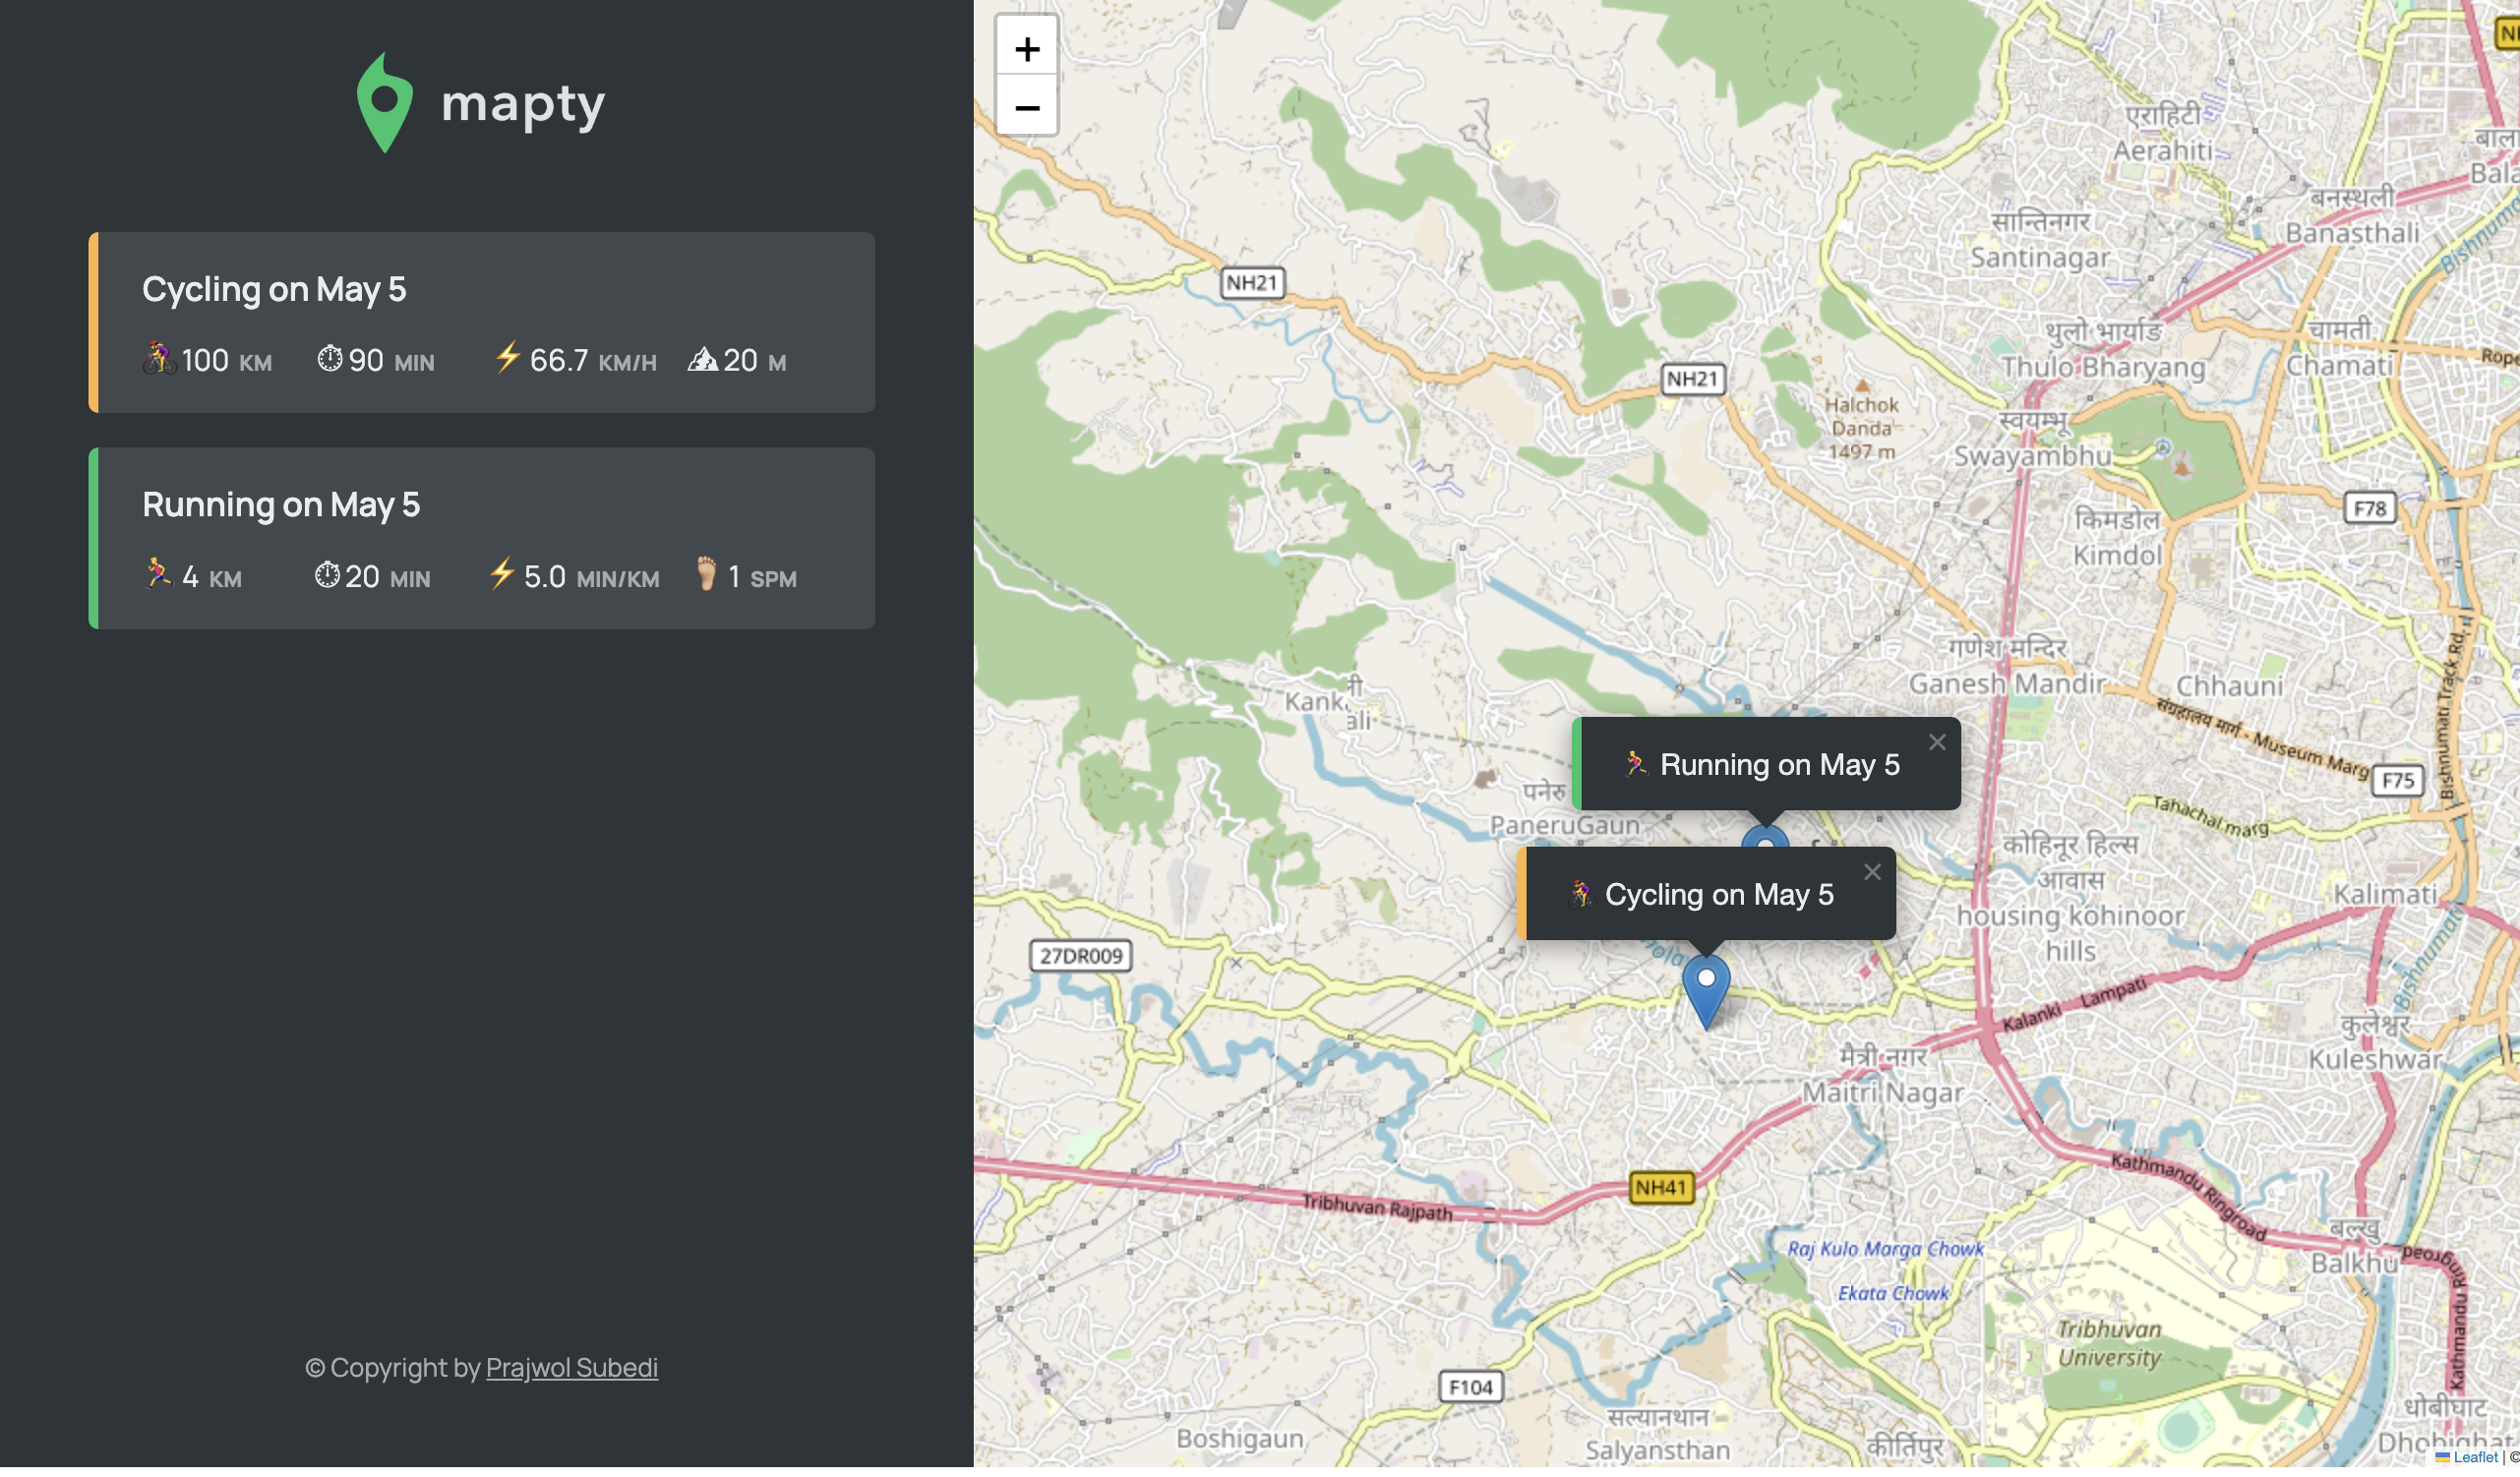 mapty
Cycling on May 5
100 KM
90 MIN
66.7 KM/H
20 M
Running on May 5
4 KM
20 MIN
5.0 MIN/KM
1 SPM
© Copyright by Prajwol Subedi
+
−
एराहिटी
Aerahiti
बनस्थली
Banasthali
सान्तिनगर
Santinagar
NH21
थुलो भार्याङ
Thulo Bharyang
चामती
Chamati
NH21
Halchok
Danda
1497 m
स्वयम्भू
Swayambhu
F78
किमडोल
Kimdol
गणेश मन्दिर
Ganesh Mandir
Chhauni
संग्रहालय मार्ग - Museum Marg
Bishnumati Track Rd
F75
Tahachal marg
Running on May 5
×
पनेरु
PaneruGaun
Cycling on May 5
×
कोहिनूर हिल्स
आवास
housing kohinoor
hills
Kalimati
Bishnumati
27DR009
Kalanki
Lampati
कुलेश्वर
Kuleshwar
मैत्री नगर
Maitri Nagar
Kathmandu Ringroad
NH41
Tribhuvan Rajpath
बल्खु
Balkhu
Raj Kulo Marga Chowk
Ekata Chowk
Tribhuvan
University
F104
सल्यानथान
Salyansthan
Boshigaun
कीर्तिपुर
धोबीघाट
Leaflet | ©